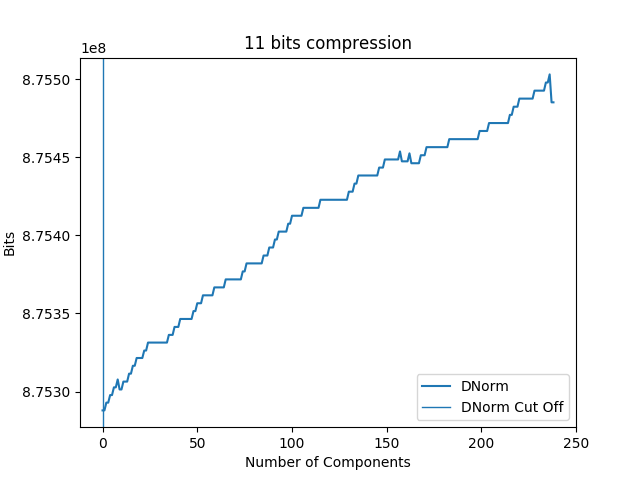 11 bits compression
1e8
8.7550
8.7545
8.7540
8.7535
8.7530
Bits
0 50 100 150 200 250
Number of Components
DNorm
DNorm Cut Off